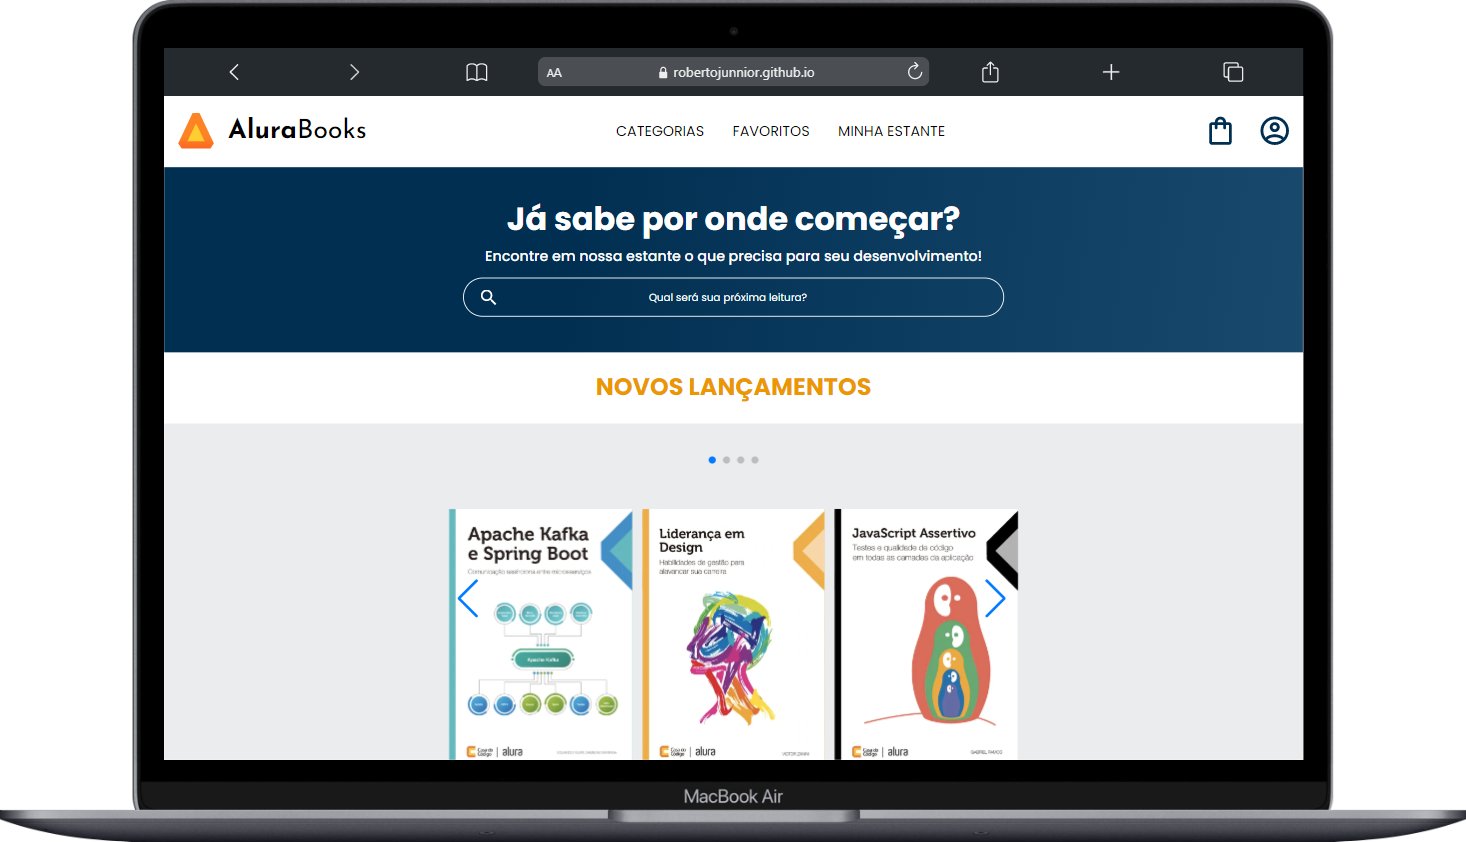 AA
robertojunnior.github.io
AluraBooks
CATEGORIAS
FAVORITOS
MINHA ESTANTE
Já sabe por onde começar?
Encontre em nossa estante o que precisa para seu desenvolvimento!
Qual será sua próxima leitura?
NOVOS LANÇAMENTOS
Apache Kafka
e Spring Boot
Comunicação assíncrona entre microsserviços
Apache Kafka
Casa do
Código
alura
Liderança em
Design
Habilidades de gestão para
alavancar sua carreira
Casa do
Código
alura
VITOR ZANINI
JavaScript Assertivo
Testes e qualidade de código
em todas as camadas da aplicação
Casa do
Código
alura
GABRIEL RAMOS
MacBook Air